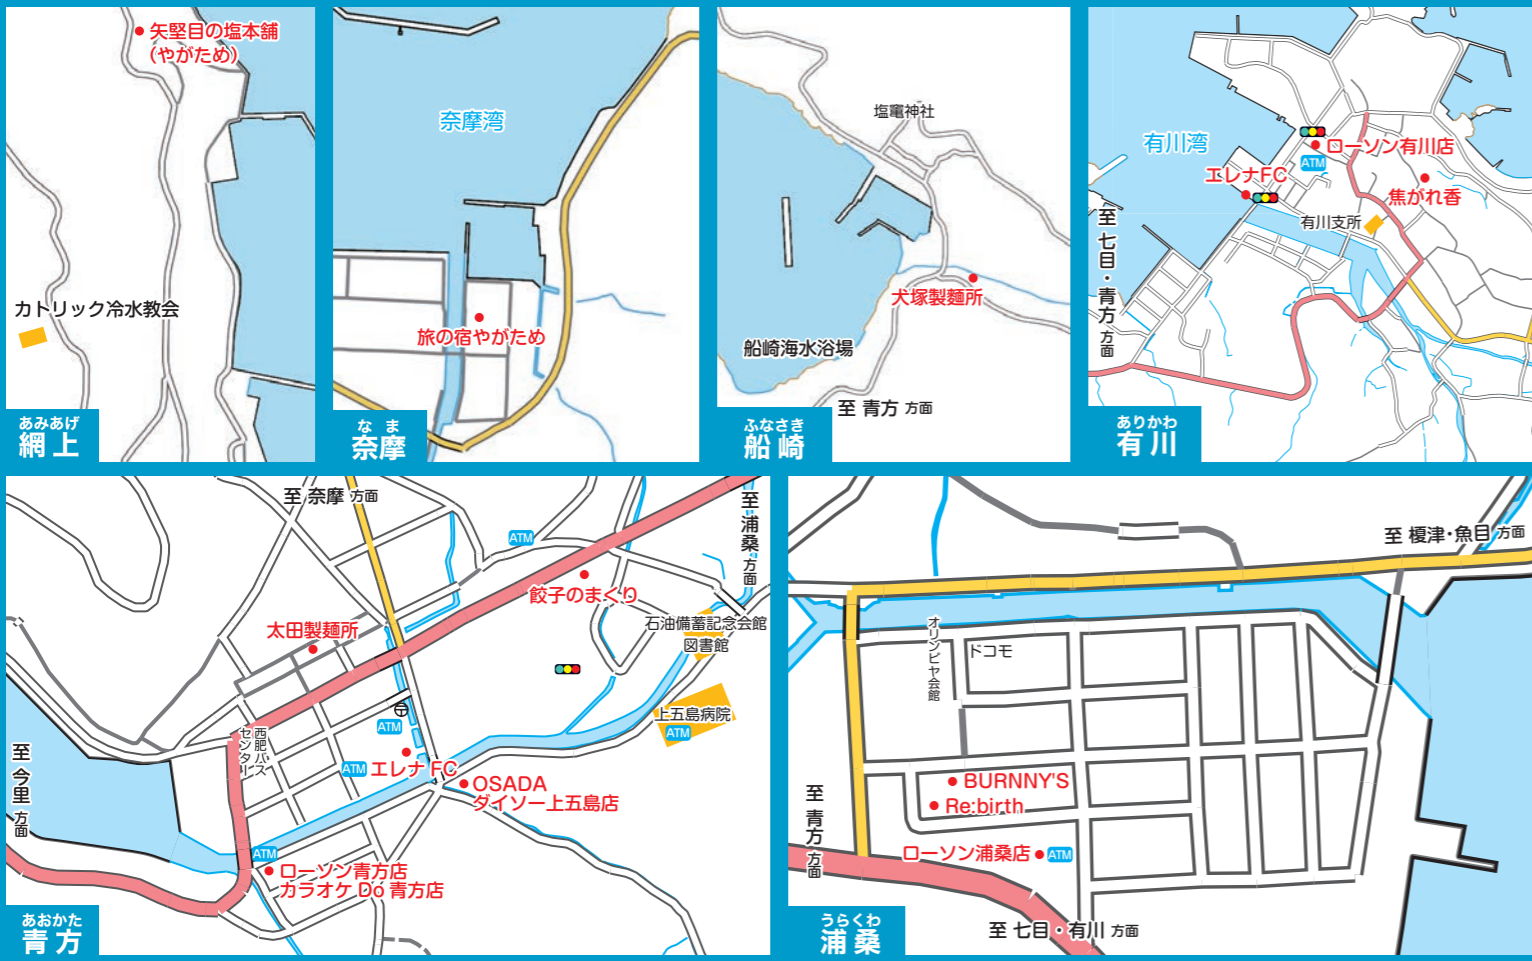 矢堅目の塩本舗
(やがため)
カトリック冷水教会
あみあげ
網上
奈摩湾
旅の宿やがため
なま
奈摩
塩竈神社
犬塚製麺所
船崎海水浴場
至 青方 方面
ふなさき
船崎
有川湾
ローソン有川店
ATM
エレナFC
焦がれ香
有川支所
至 七目・青方 方面
ありかわ
有川
至 奈摩 方面
至 浦桑 方面
ATM
餃子のまくり
太田製麺所
石油備蓄記念会館
図書館
上五島病院
ATM
西肥バス
センター
ATM
ATM エレナ FC
OSADA
ダイソー上五島店
至 今里 方面
ATM
ローソン青方店
カラオケ Do 青方店
あおかた
青方
至 榎津・魚目 方面
オリンピヤ会館
ドコモ
BURNNY'S
Re:birth
至 青方 方面
ローソン浦桑店 ATM
至 七目・有川 方面
うらくわ
浦桑